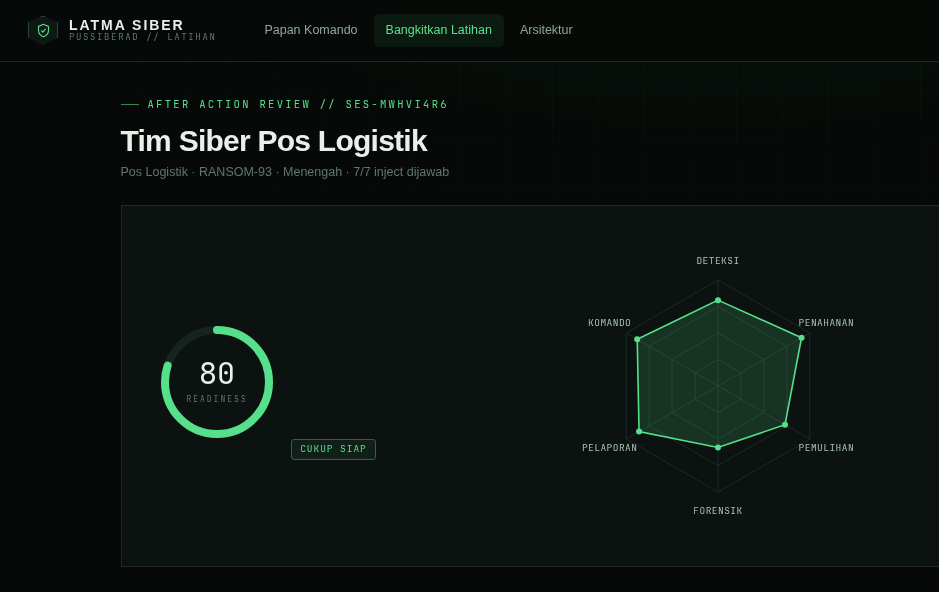 LATMA SIBER
PUSSIBERAD // LATIHAN
Papan Komando
Bangkitkan Latihan
Arsitektur
AFTER ACTION REVIEW // SES-MWHVI4R6
Tim Siber Pos Logistik
Pos Logistik · RANSOM-93 · Menengah · 7/7 inject dijawab
80
READINESS
CUKUP SIAP
DETEKSI
KOMANDO
PENAHANAN
PELAPORAN
PEMULIHAN
FORENSIK